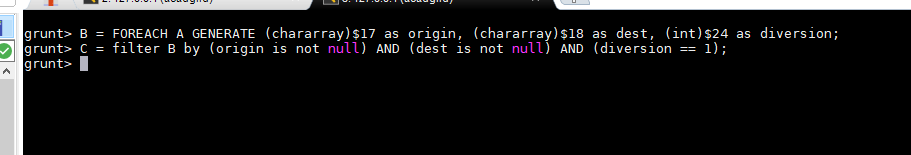 grunt> B = FOREACH A GENERATE (chararray)$17 as origin, (chararray)$18 as dest, (int)$24 as diversion;
grunt> C = filter B by (origin is not null) AND (dest is not null) AND (diversion == 1);
grunt>